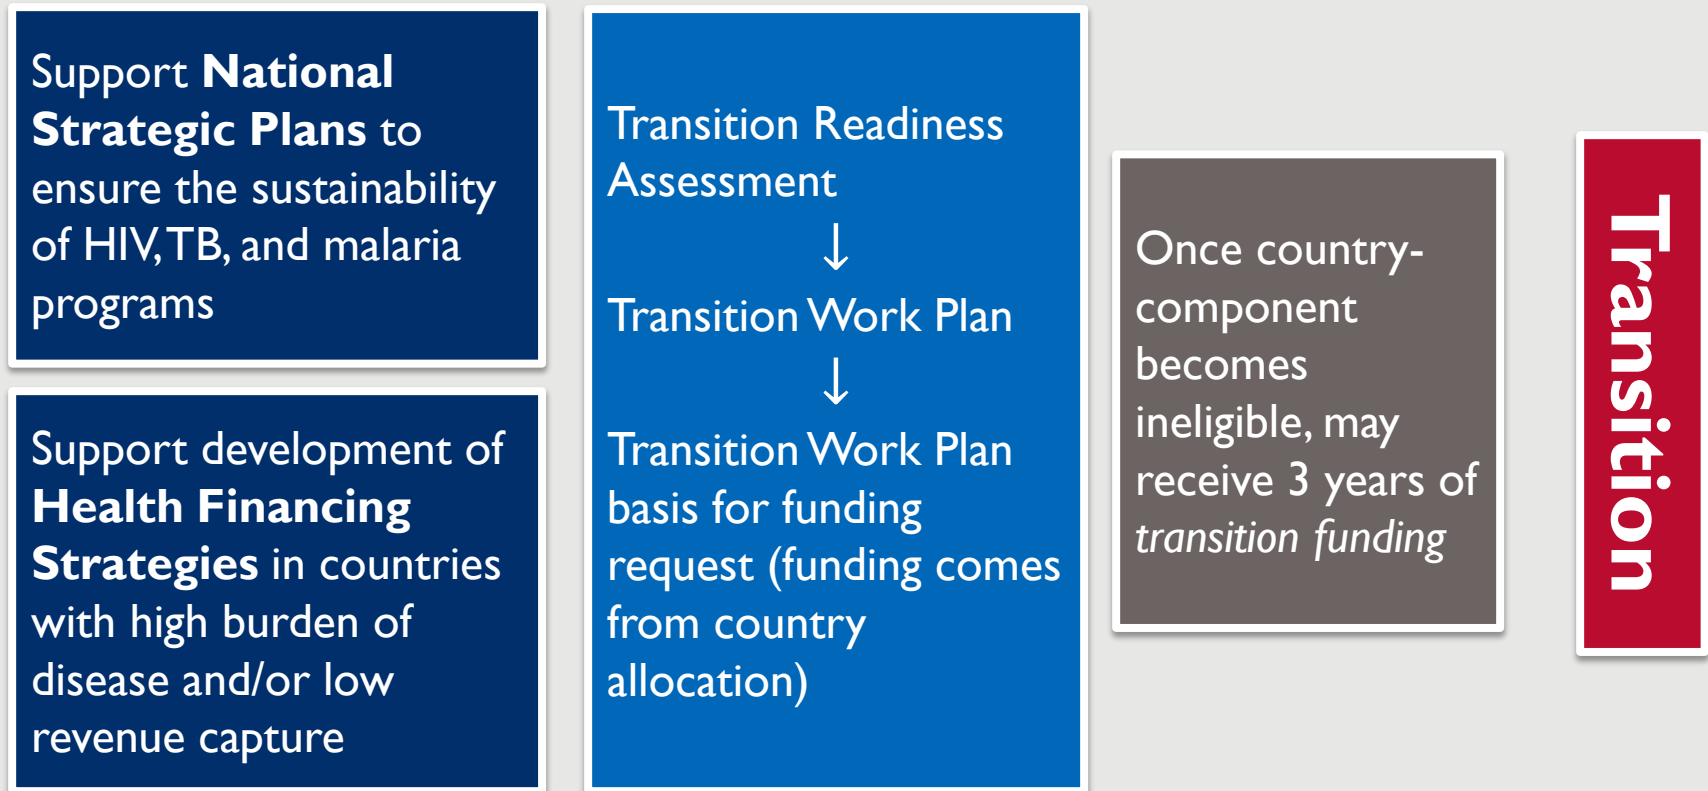 Support National
Strategic Plans to
ensure the sustainability
of HIV, TB, and malaria
programs
Support development of
Health Financing
Strategies in countries
with high burden of
disease and/or low
revenue capture
Transition Readiness
Assessment
↓
Transition Work Plan
↓
Transition Work Plan
basis for funding
request (funding comes
from country
allocation)
Once country-
component
becomes
ineligible, may
receive 3 years of
transition funding
Transition